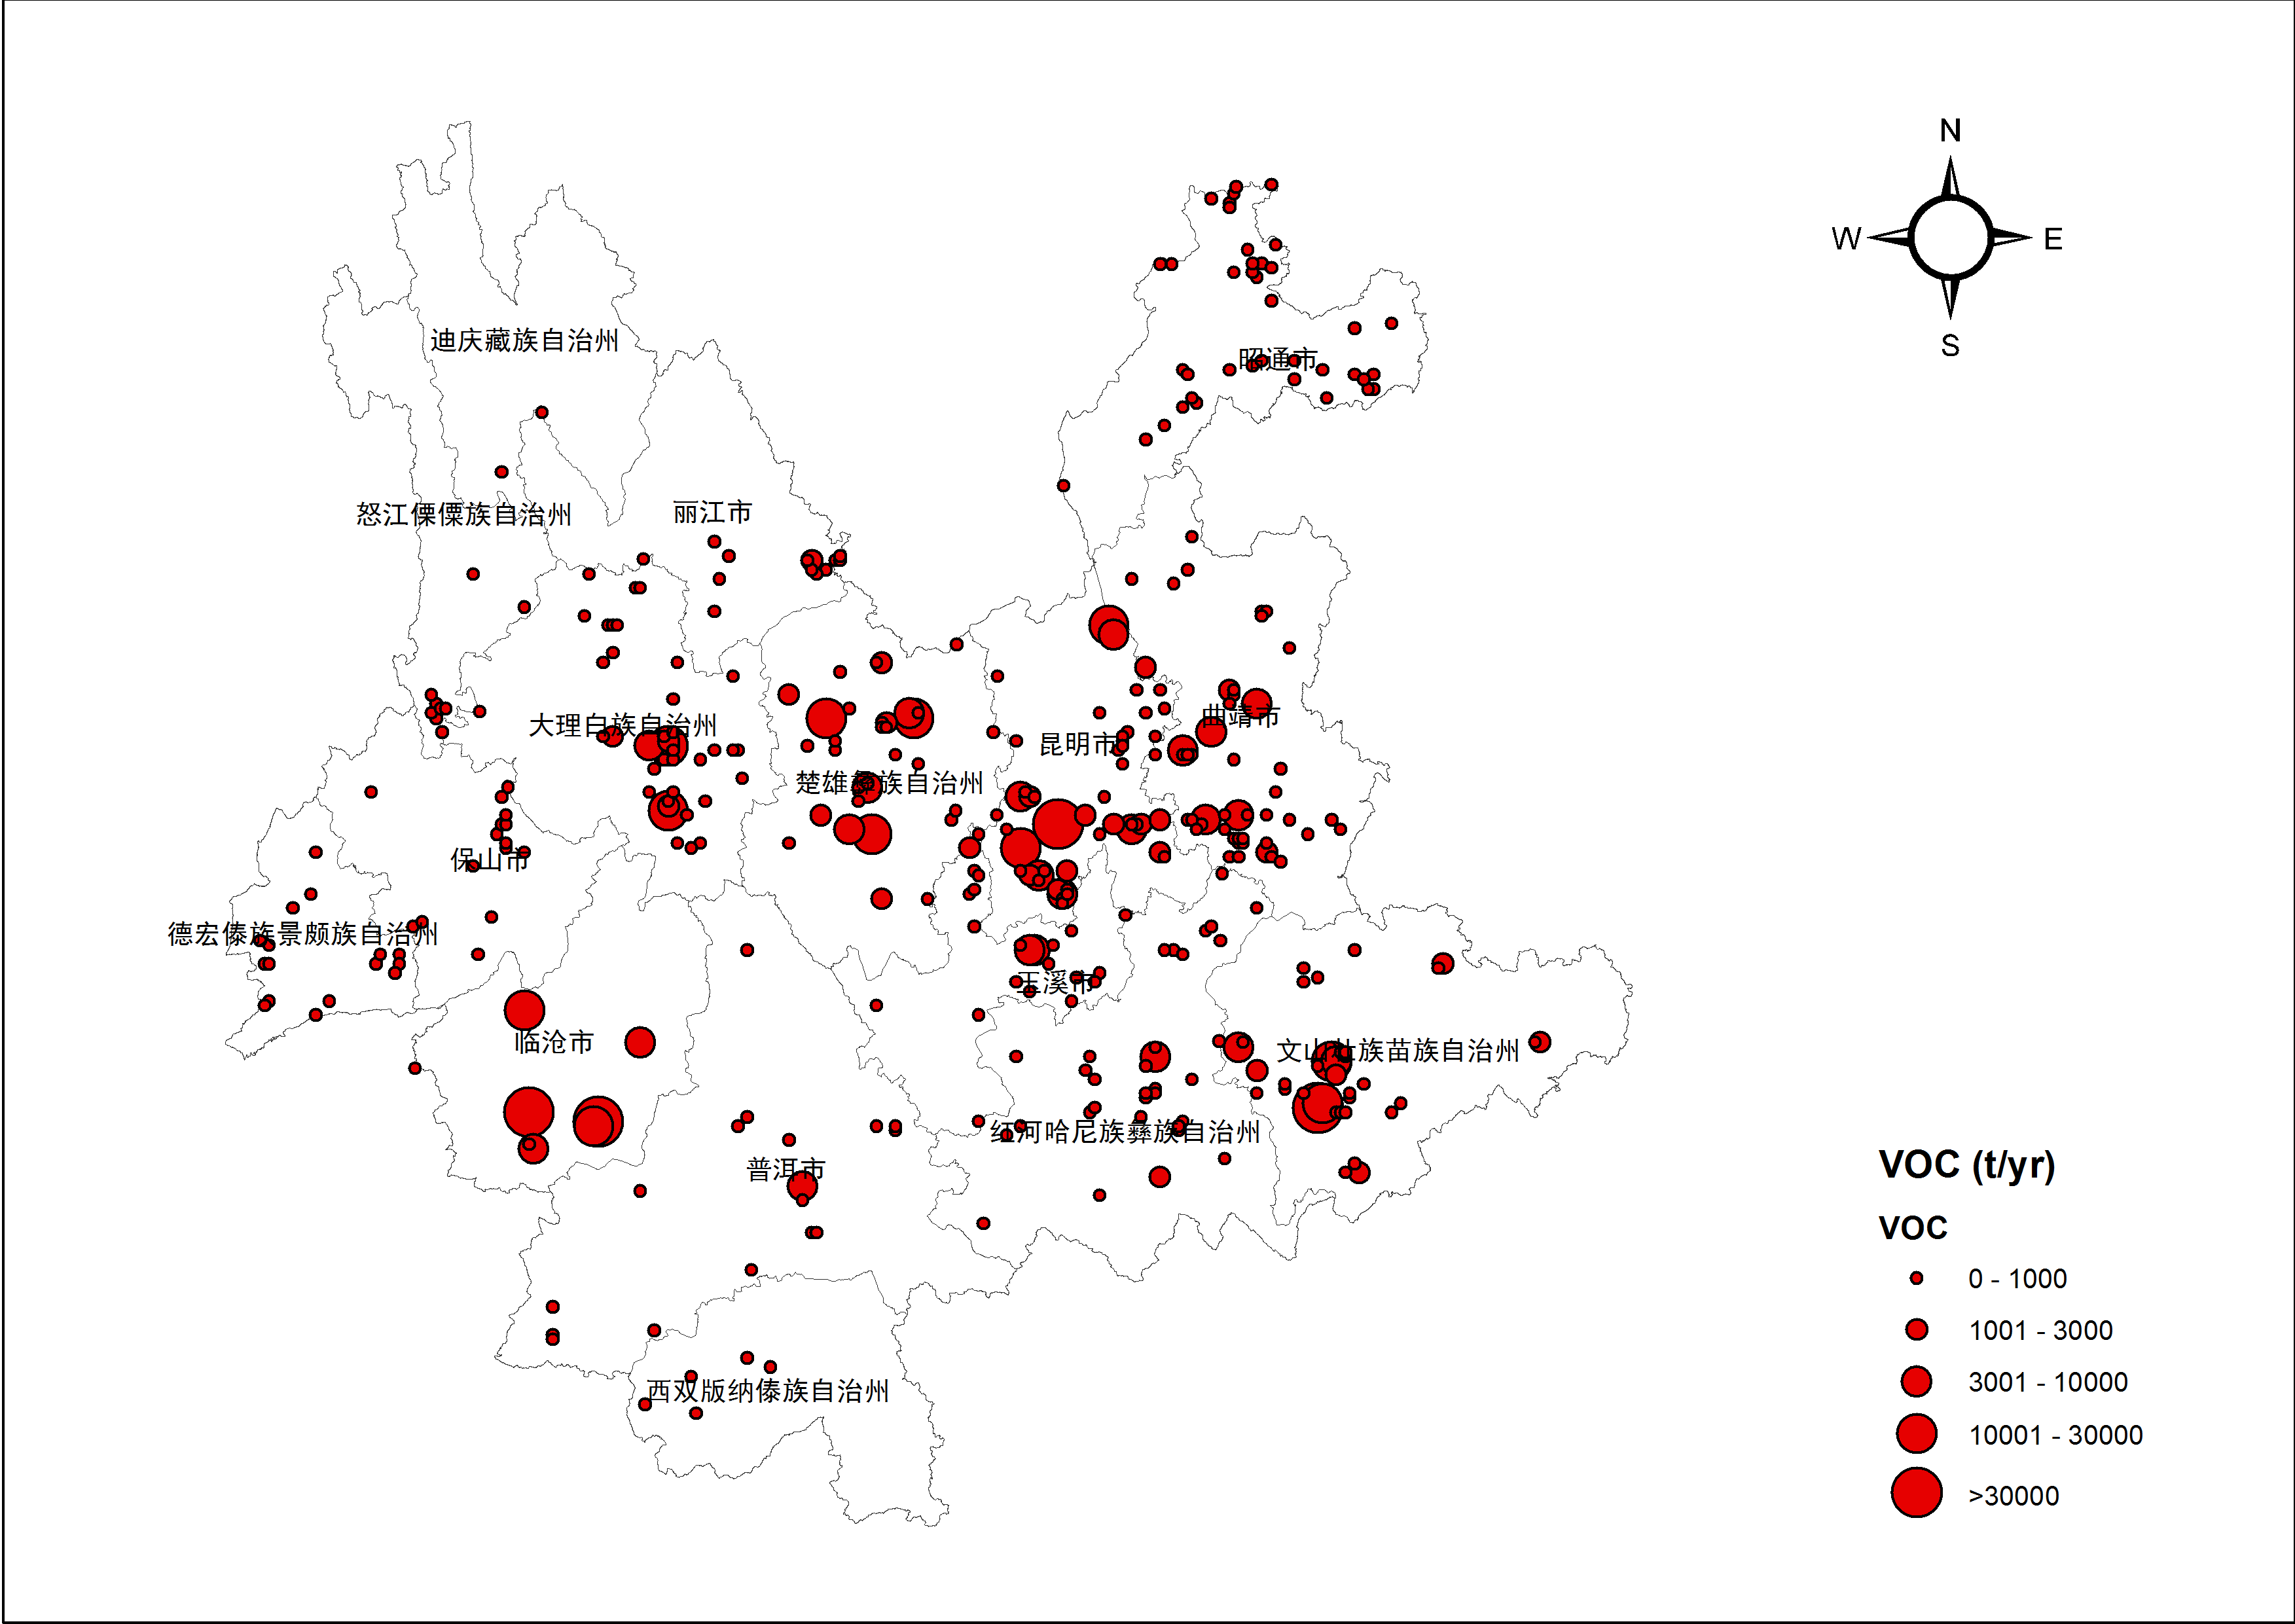 N
W
E
S
迪庆藏族自治州
昭通市
怒江傈僳族自治州
丽江市
大理白族自治州
曲靖市
昆明市
楚雄彝族自治州
保山市
德宏傣族景颇族自治州
玉溪市
临沧市
文山壮族苗族自治州
红河哈尼族彝族自治州
普洱市
西双版纳傣族自治州
VOC (t/yr)
VOC
0 - 1000
1001 - 3000
3001 - 10000
10001 - 30000
>30000